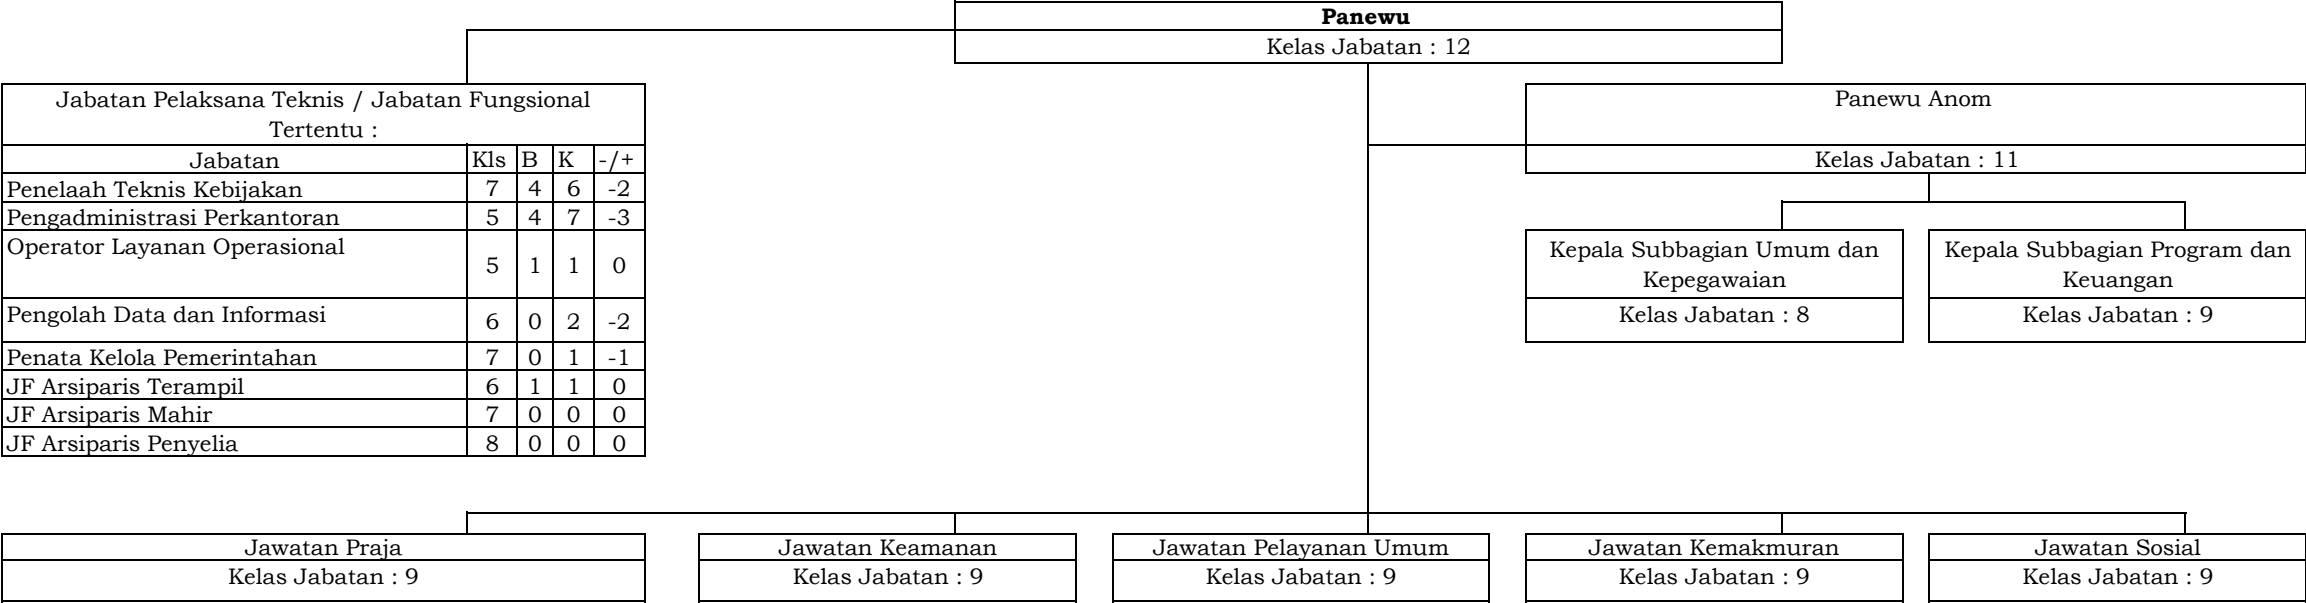 Panewu
Kelas Jabatan : 12
Jabatan Pelaksana Teknis / Jabatan Fungsional
Tertentu :
Jabatan Kls B K -/+
Penelaah Teknis Kebijakan 7 4 6 -2
Pengadministrasi Perkantoran 5 4 7 -3
Operator Layanan Operasional 5 1 1 0
Pengolah Data dan Informasi 6 0 2 -2
Penata Kelola Pemerintahan 7 0 1 -1
JF Arsiparis Terampil 6 1 1 0
JF Arsiparis Mahir 7 0 0 0
JF Arsiparis Penyelia 8 0 0 0
Panewu Anom
Kelas Jabatan : 11
Kepala Subbagian Umum dan
Kepegawaian
Kelas Jabatan : 8
Kepala Subbagian Program dan
Keuangan
Kelas Jabatan : 9
Jawatan Praja
Kelas Jabatan : 9
Jawatan Keamanan
Kelas Jabatan : 9
Jawatan Pelayanan Umum
Kelas Jabatan : 9
Jawatan Kemakmuran
Kelas Jabatan : 9
Jawatan Sosial
Kelas Jabatan : 9